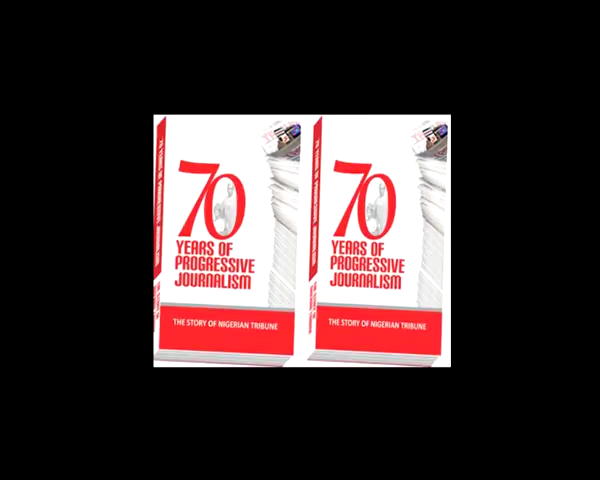 70
YEARS OF
PROGRESSIVE
JOURNALISM
THE STORY OF NIGERIAN TRIBUNE
70
YEARS OF
PROGRESSIVE
JOURNALISM
THE STORY OF NIGERIAN TRIBUNE